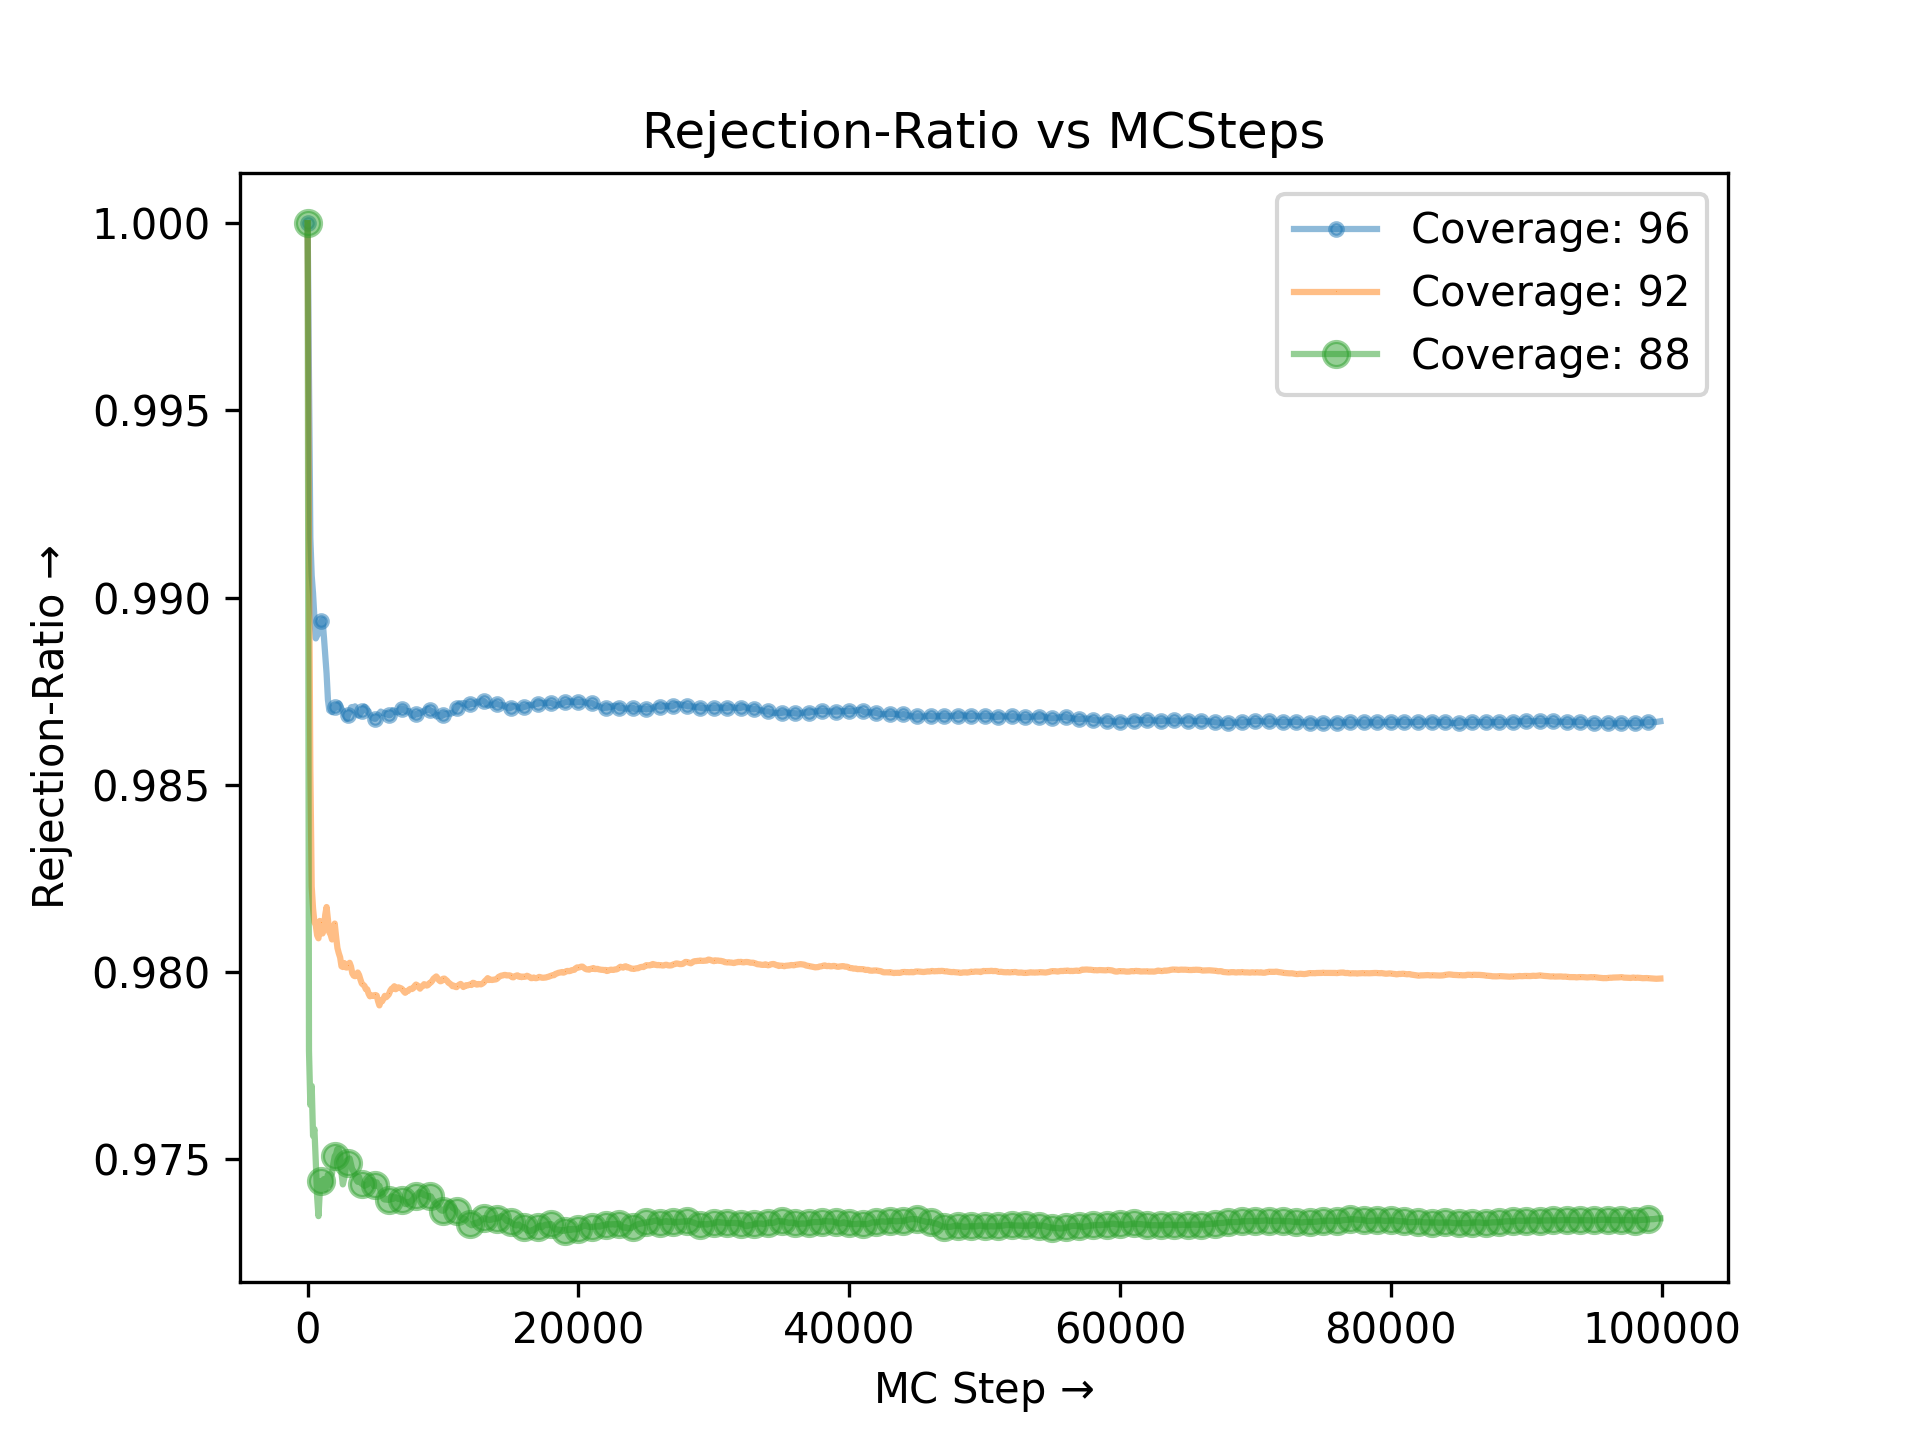 Rejection-Ratio vs MCSteps
Coverage: 96
Coverage: 92
Coverage: 88
Rejection-Ratio →
1.000
0.995
0.990
0.985
0.980
0.975
0 20000 40000 60000 80000 100000
MC Step →